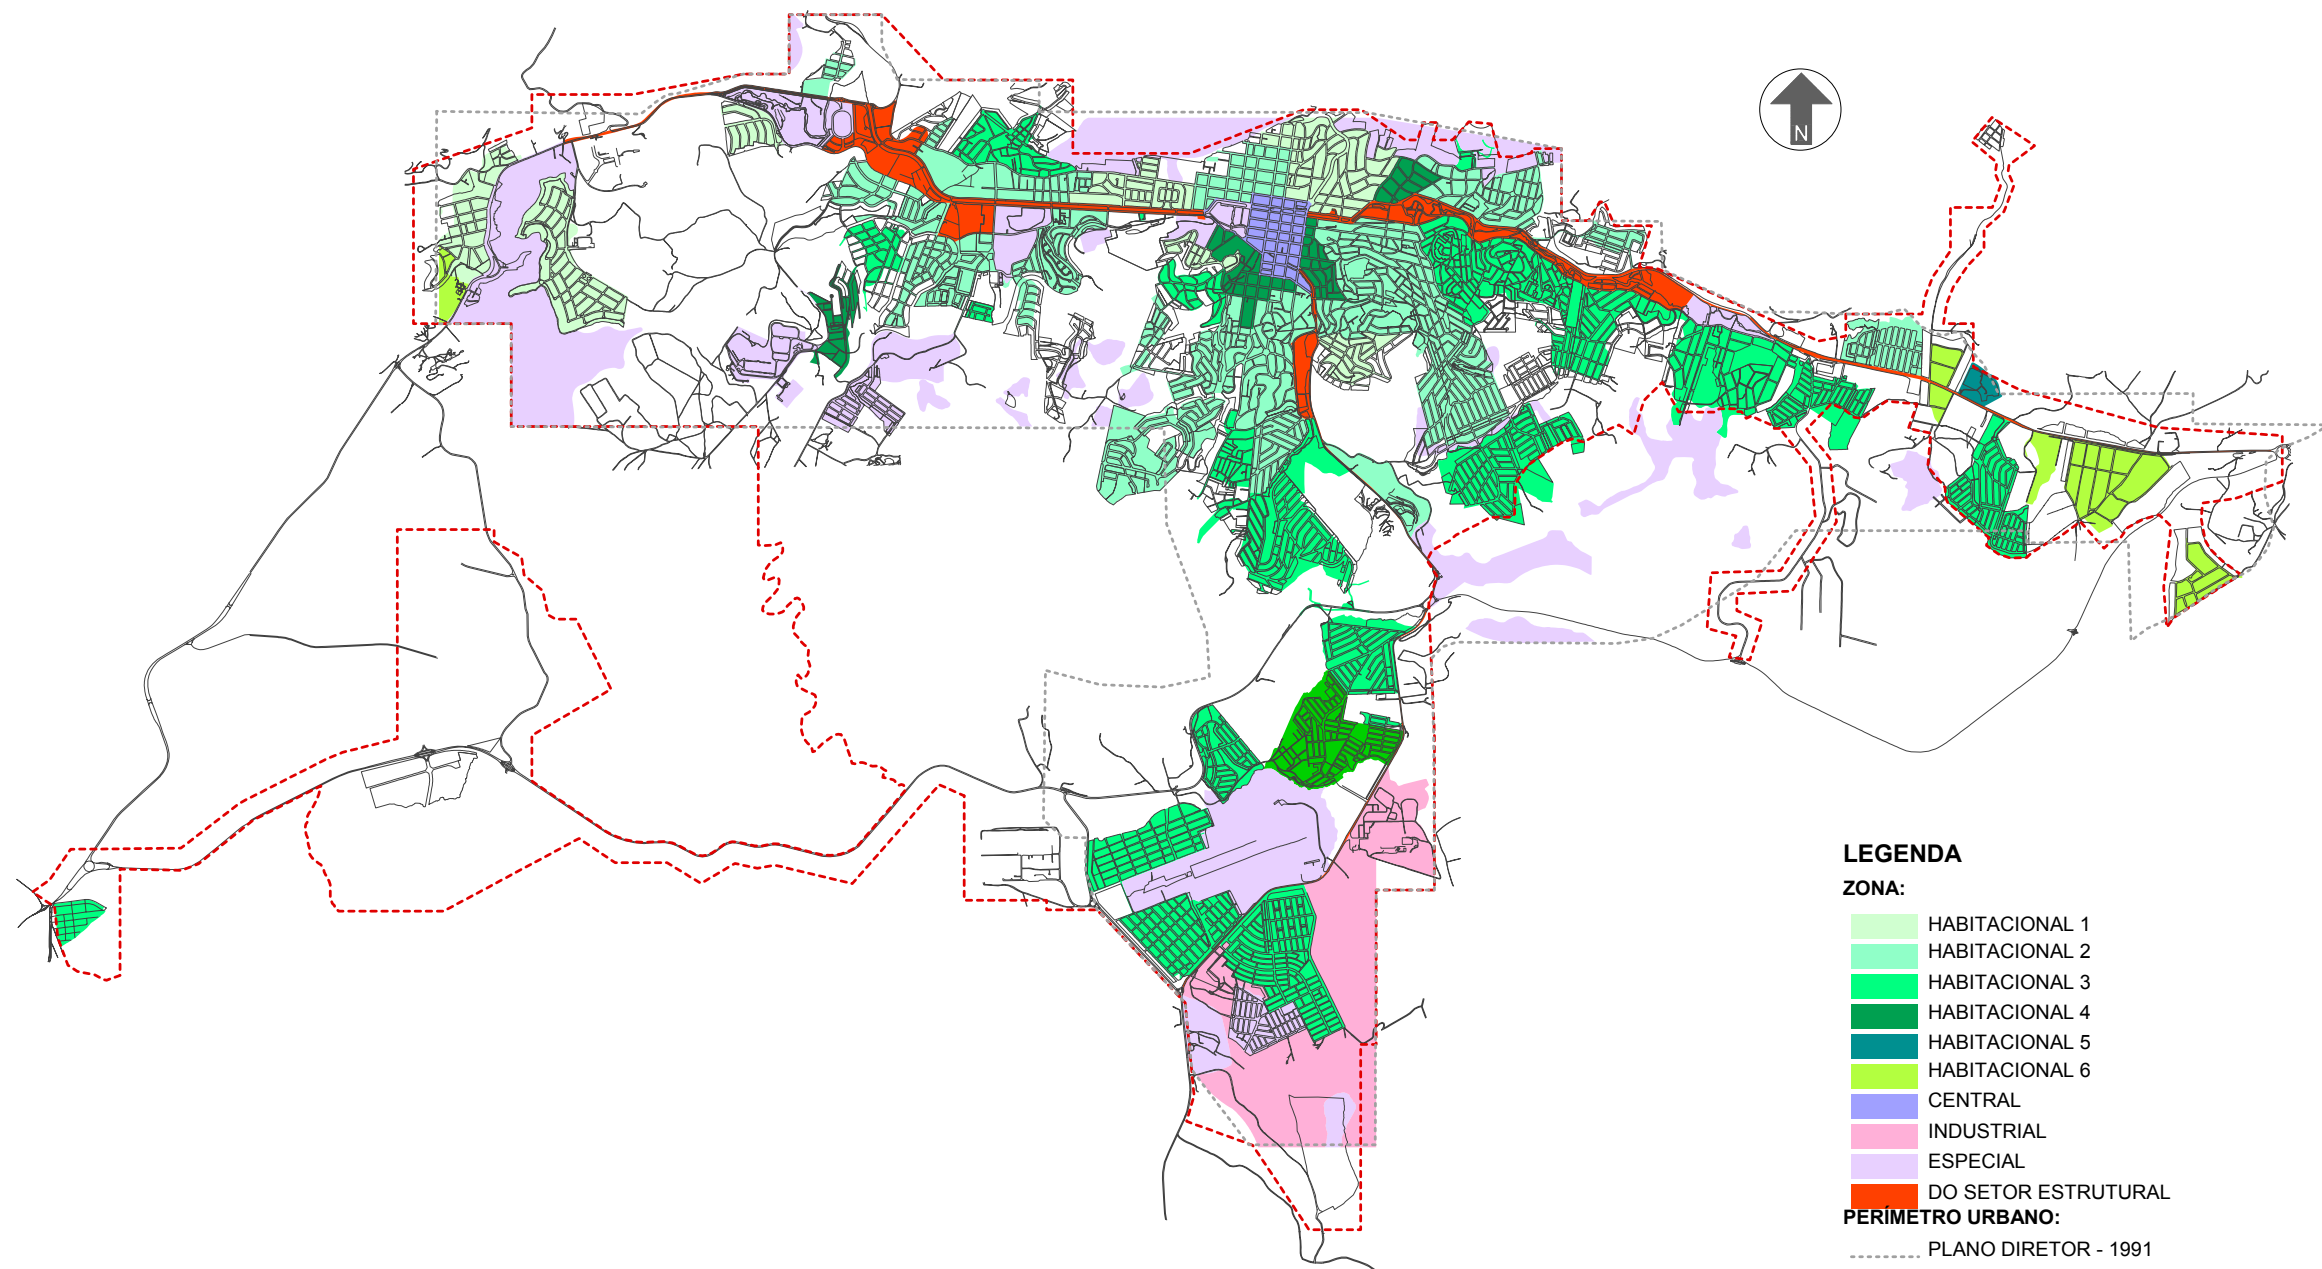 N
LEGENDA
ZONA:
HABITACIONAL 1
HABITACIONAL 2
HABITACIONAL 3
HABITACIONAL 4
HABITACIONAL 5
HABITACIONAL 6
CENTRAL
INDUSTRIAL
ESPECIAL
DO SETOR ESTRUTURAL
PERÍMETRO URBANO:
PLANO DIRETOR - 1991